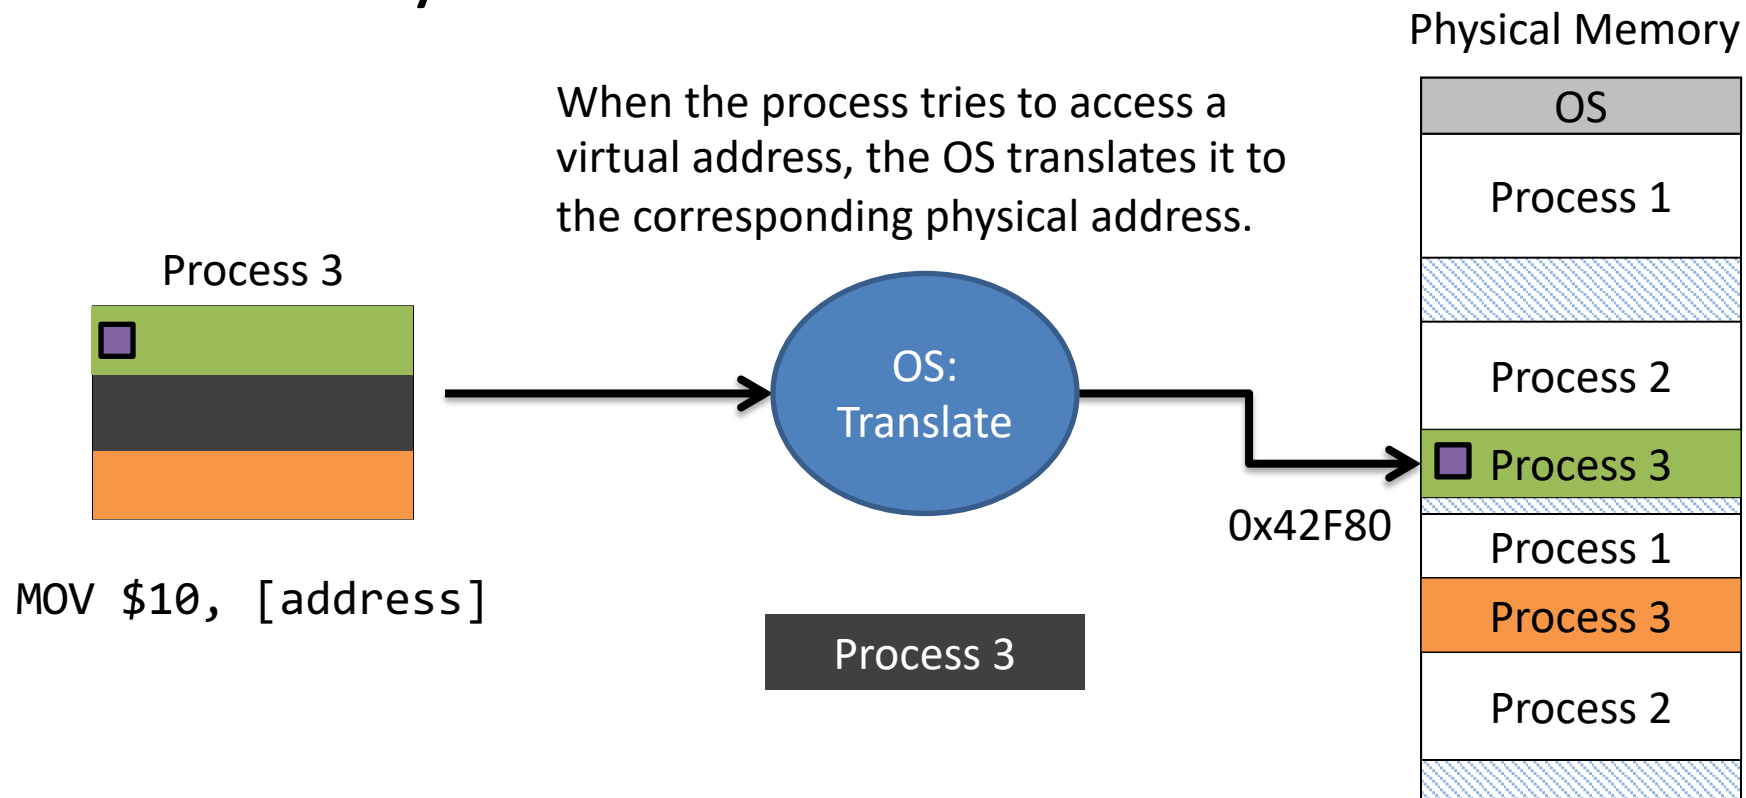 Physical Memory
When the process tries to access a
virtual address, the OS translates it to
the corresponding physical address.
Process 3
OS:
Translate
0x42F80
MOV $10, [address]
Process 3
OS
Process 1
Process 2
Process 3
Process 1
Process 3
Process 2